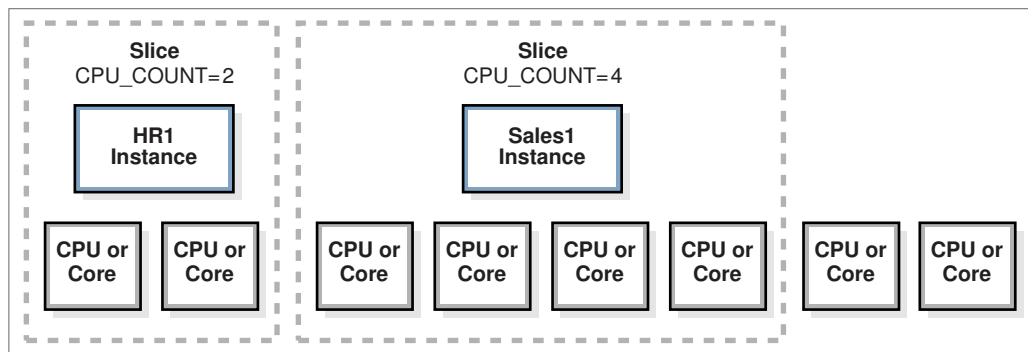 Slice
CPU_COUNT=2
HR1
Instance
CPU or
Core
CPU or
Core
Slice
CPU_COUNT=4
Sales1
Instance
CPU or
Core
CPU or
Core
CPU or
Core
CPU or
Core
CPU or
Core
CPU or
Core